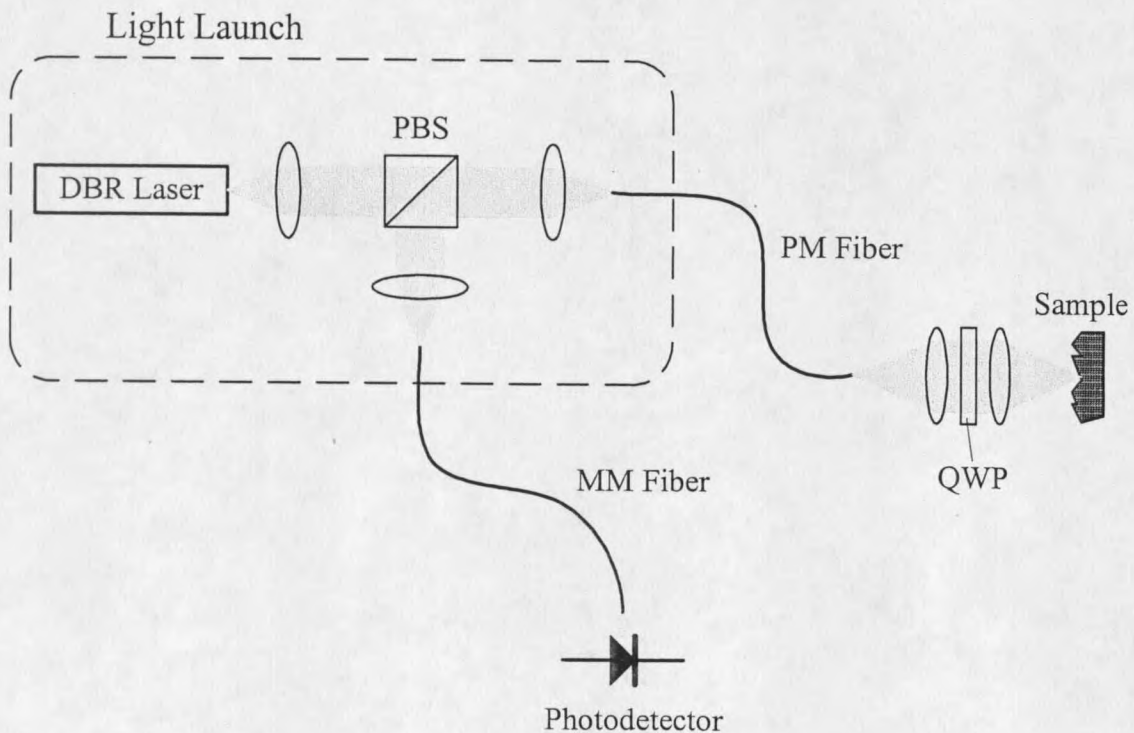 Light Launch
PBS
DBR Laser
PM Fiber
Sample
MM Fiber
QWP
Photodetector